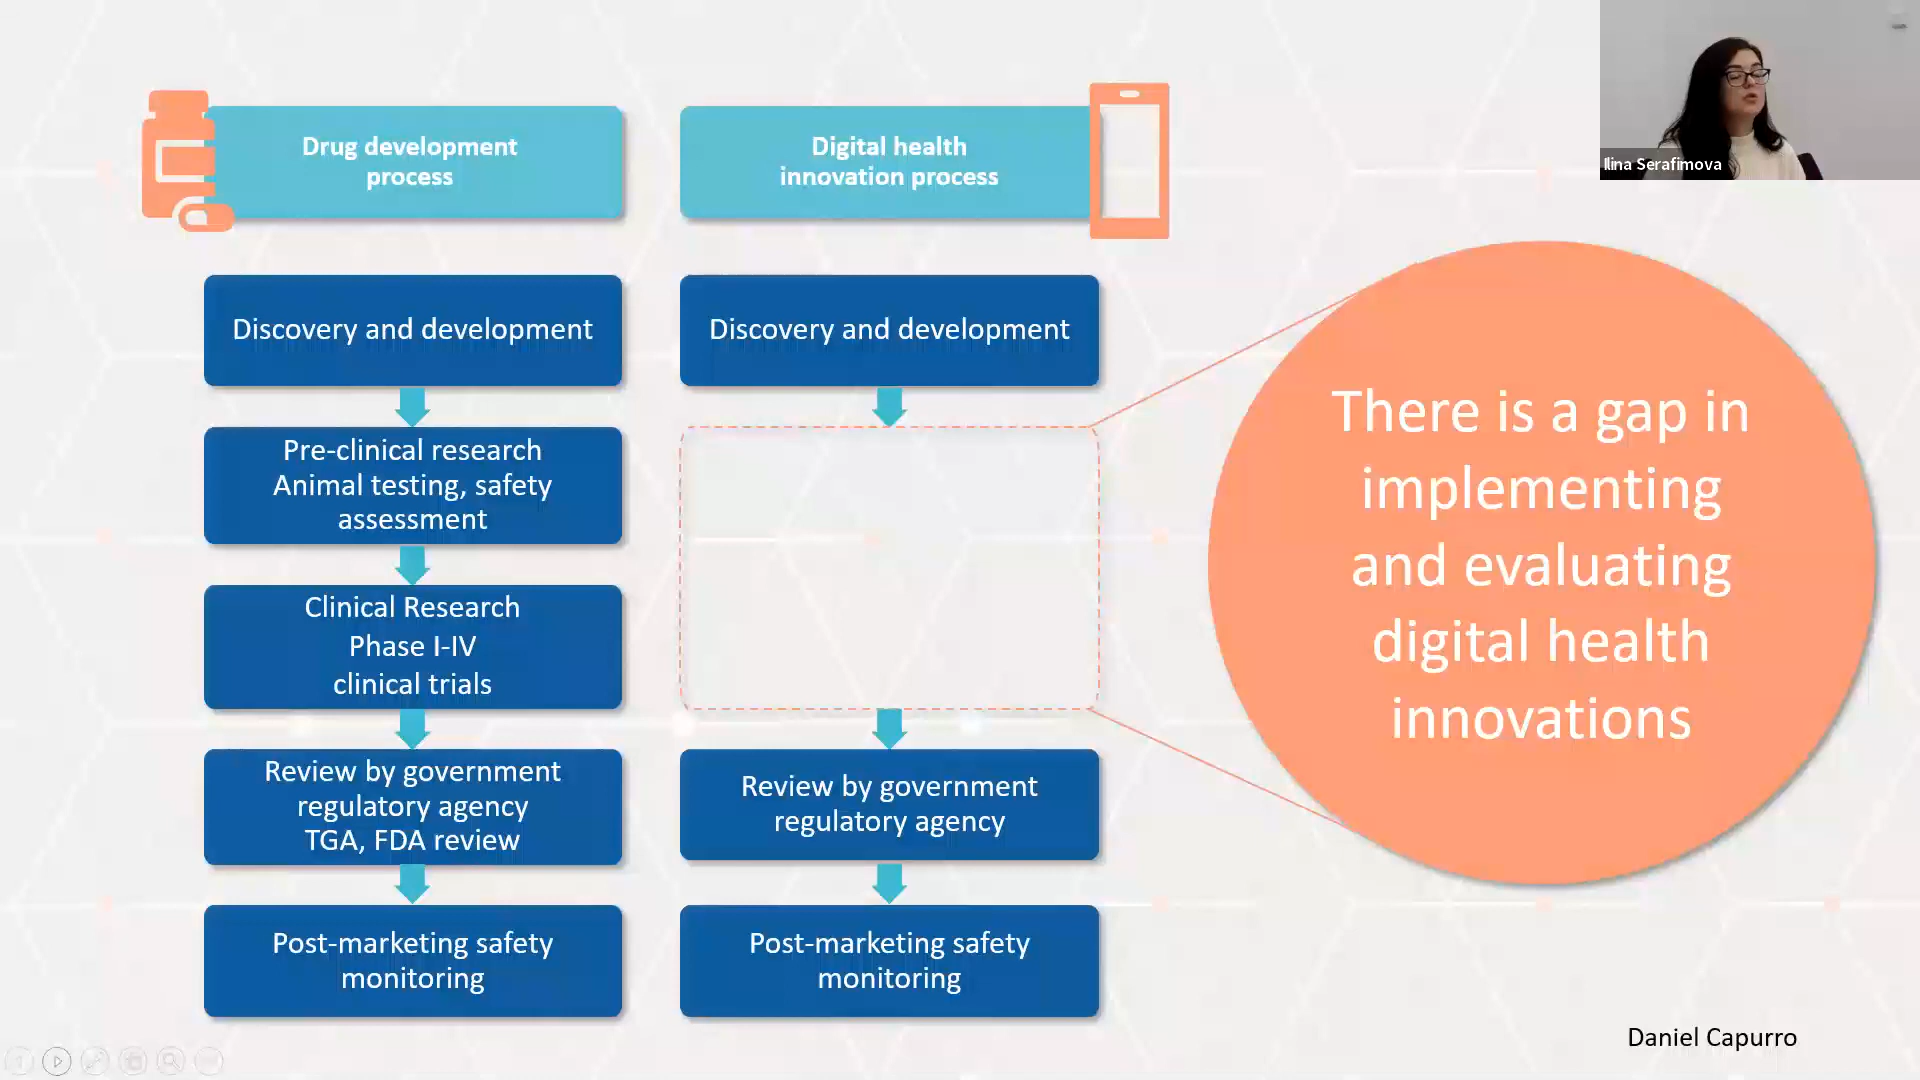 Drug development
process
Digital health
innovation process
Ilina Serafimova
Discovery and development
Discovery and development
Pre-clinical research
Animal testing, safety
assessment
Clinical Research
Phase I-IV
clinical trials
Review by government
regulatory agency
TGA, FDA review
Review by government
regulatory agency
Post-marketing safety
monitoring
Post-marketing safety
monitoring
There is a gap in
implementing
and evaluating
digital health
innovations
Daniel Capurro